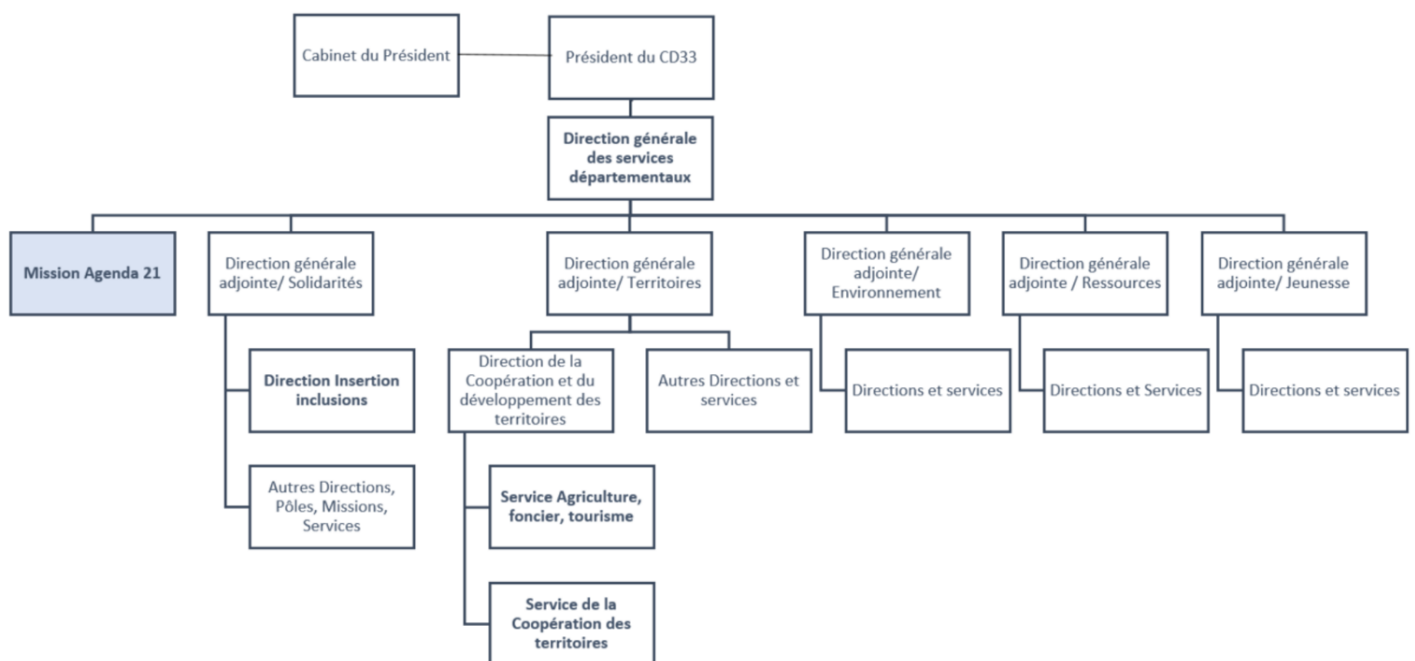 Cabinet du Président
Président du CD33
Direction générale
des services
départementaux
Mission Agenda 21
Direction générale
adjointe/ Solidarités
Direction générale
adjointe/ Territoires
Direction générale
adjointe/
Environnement
Direction générale
adjointe / Ressources
Direction générale
adjointe/ Jeunesse
Direction Insertion
inclusions
Direction de la
Coopération et du
développement des
territoires
Autres Directions et
services
Directions et services
Directions et Services
Directions et services
Autres Directions,
Pôles, Missions,
Services
Service Agriculture,
foncier, tourisme
Service de la
Coopération des
territoires